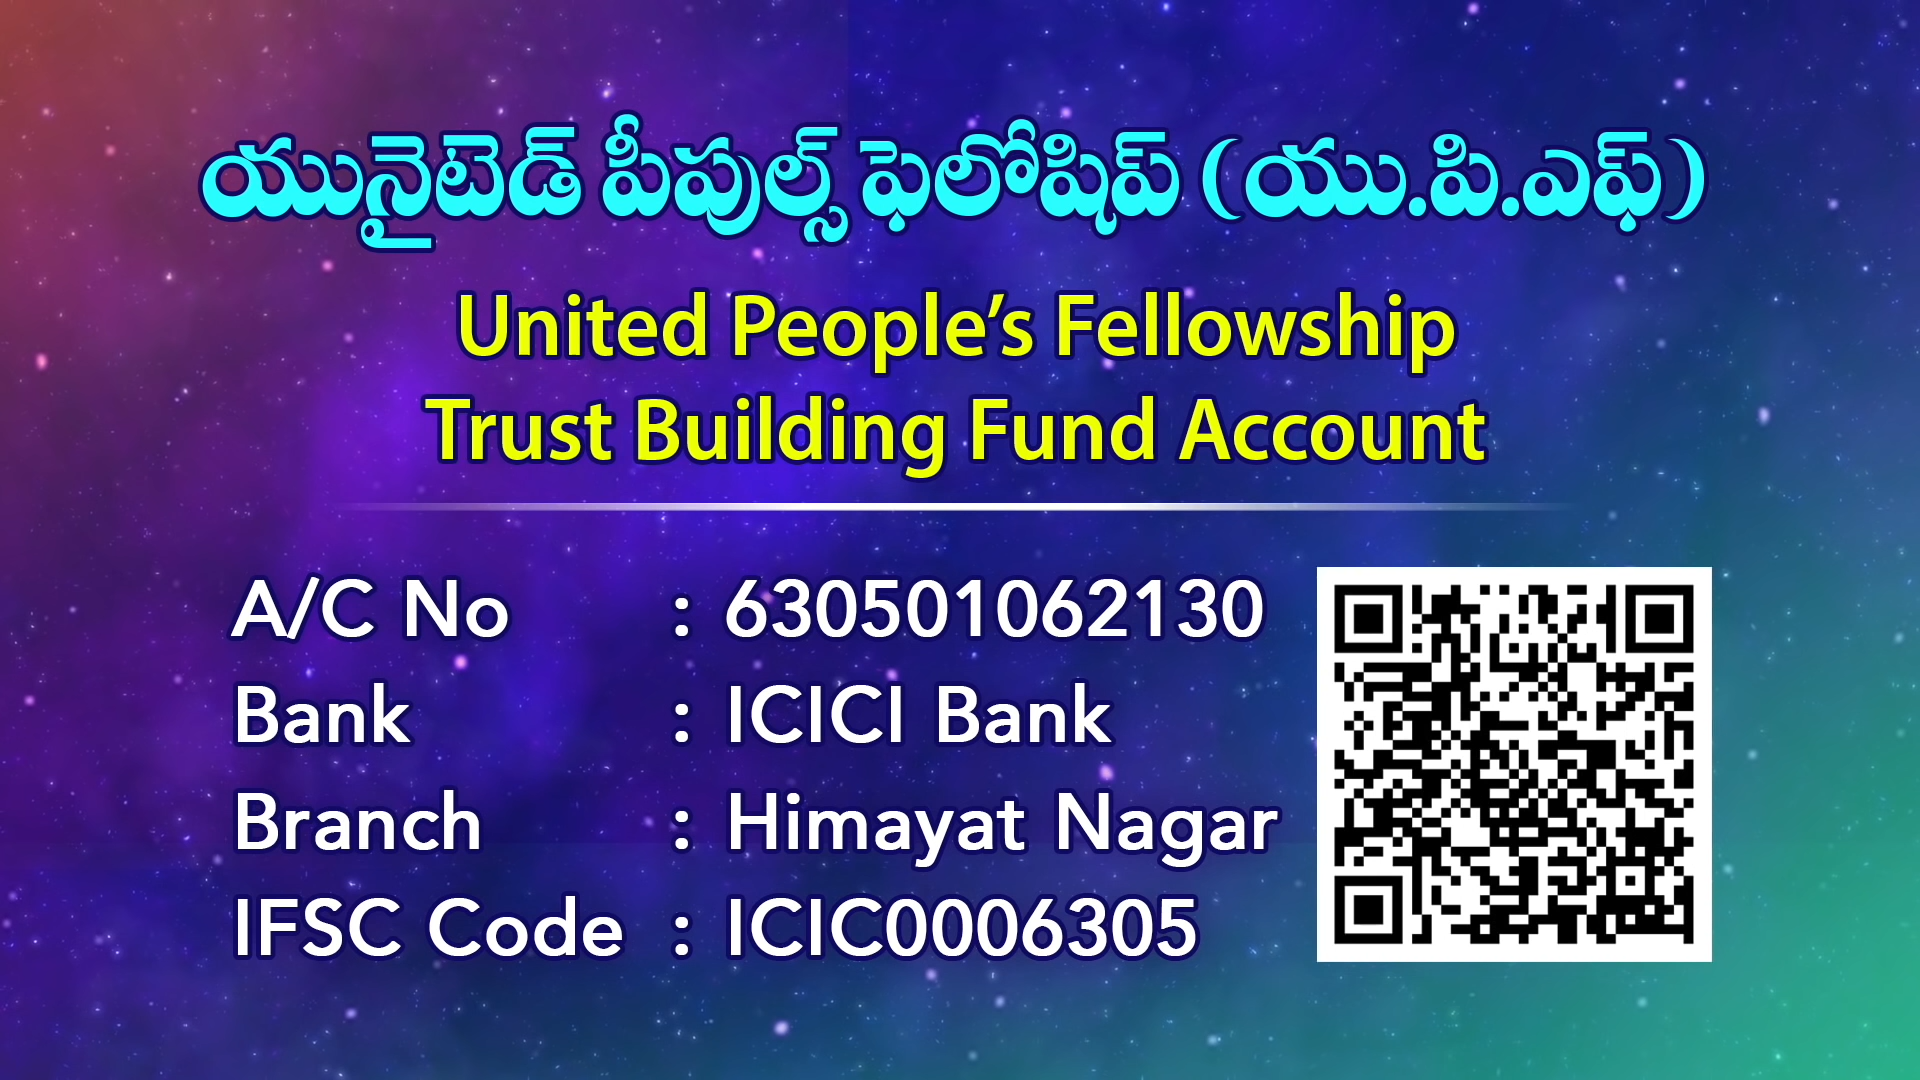 యునైటెడ్ పీపుల్స్ ఫెలోషిప్ (యు.పి.ఎఫ్)
United People’s Fellowship
Trust Building Fund Account
A/C No : 630501062130
Bank : ICICI Bank
Branch : Himayat Nagar
IFSC Code : ICIC0006305